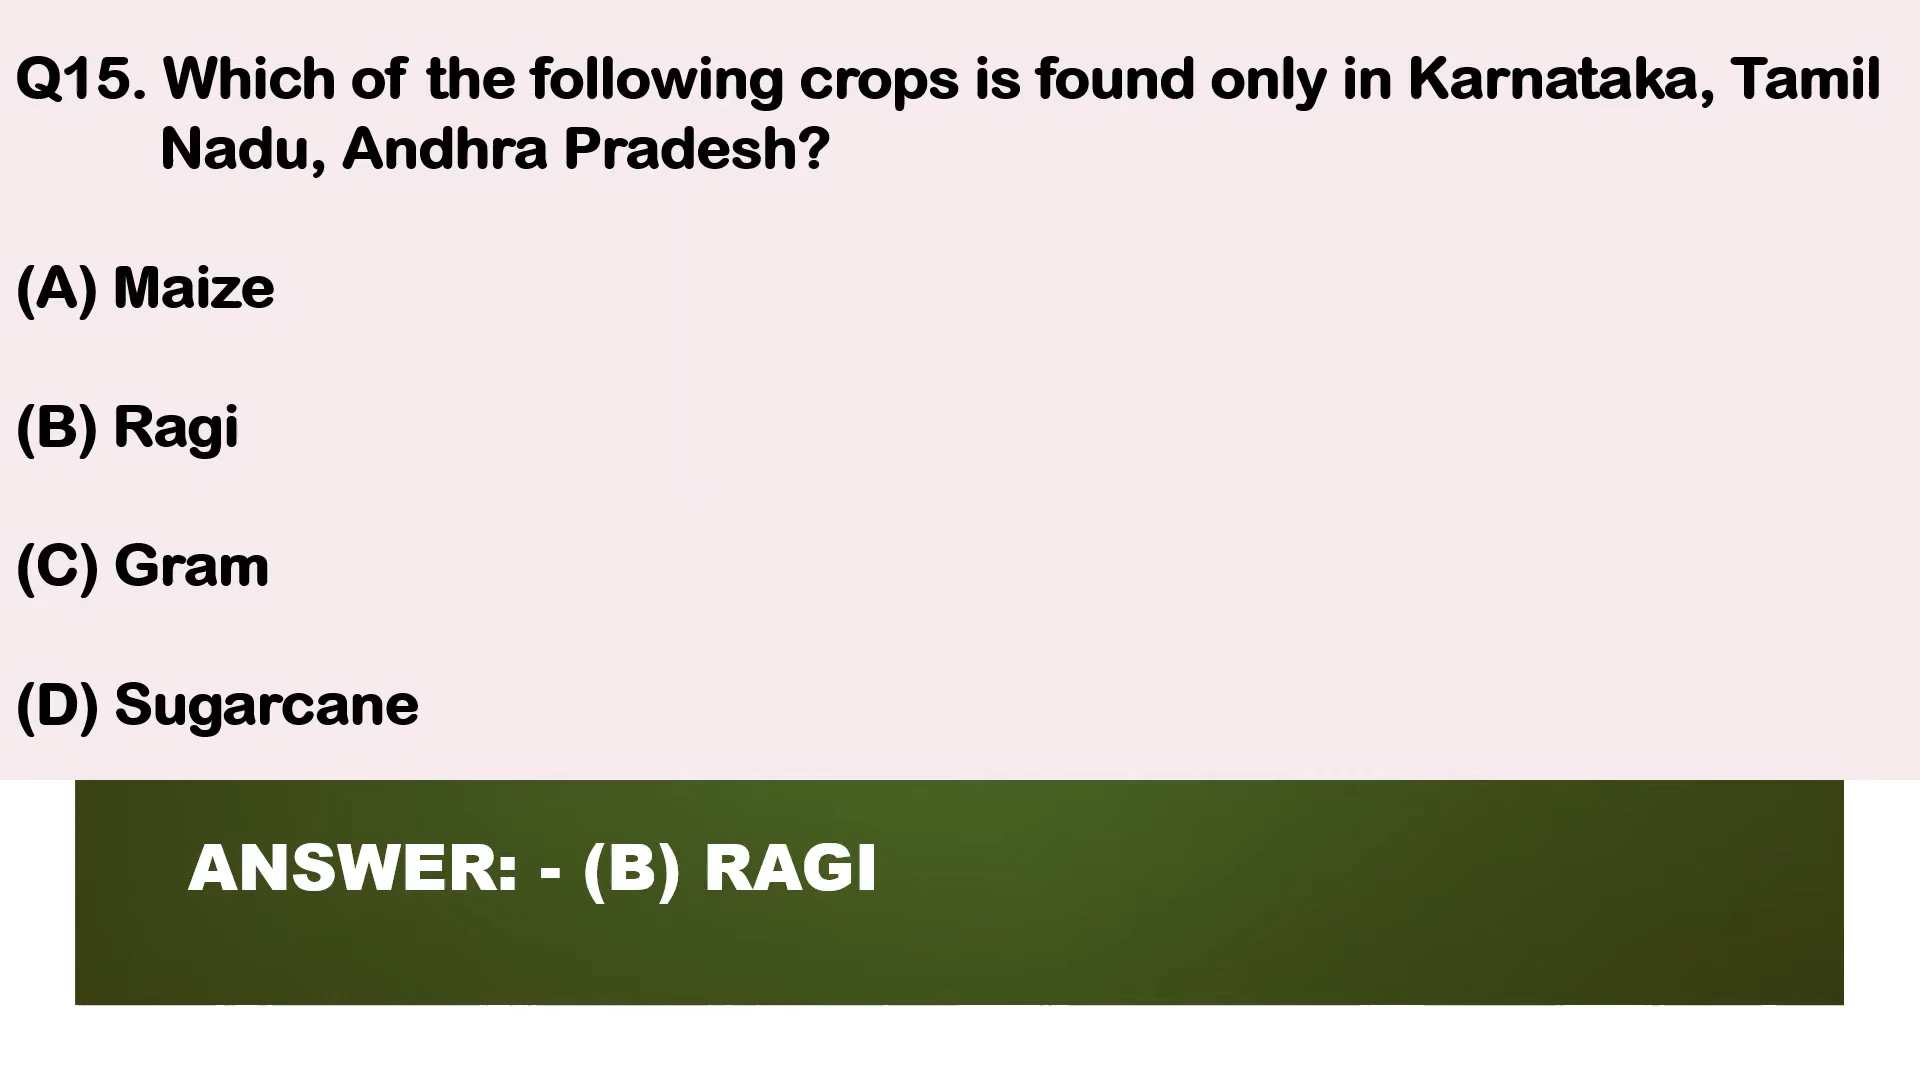 Q15. Which of the following crops is found only in Karnataka, Tamil
Nadu, Andhra Pradesh?
(A) Maize
(B) Ragi
(C) Gram
(D) Sugarcane
ANSWER: - (B) RAGI